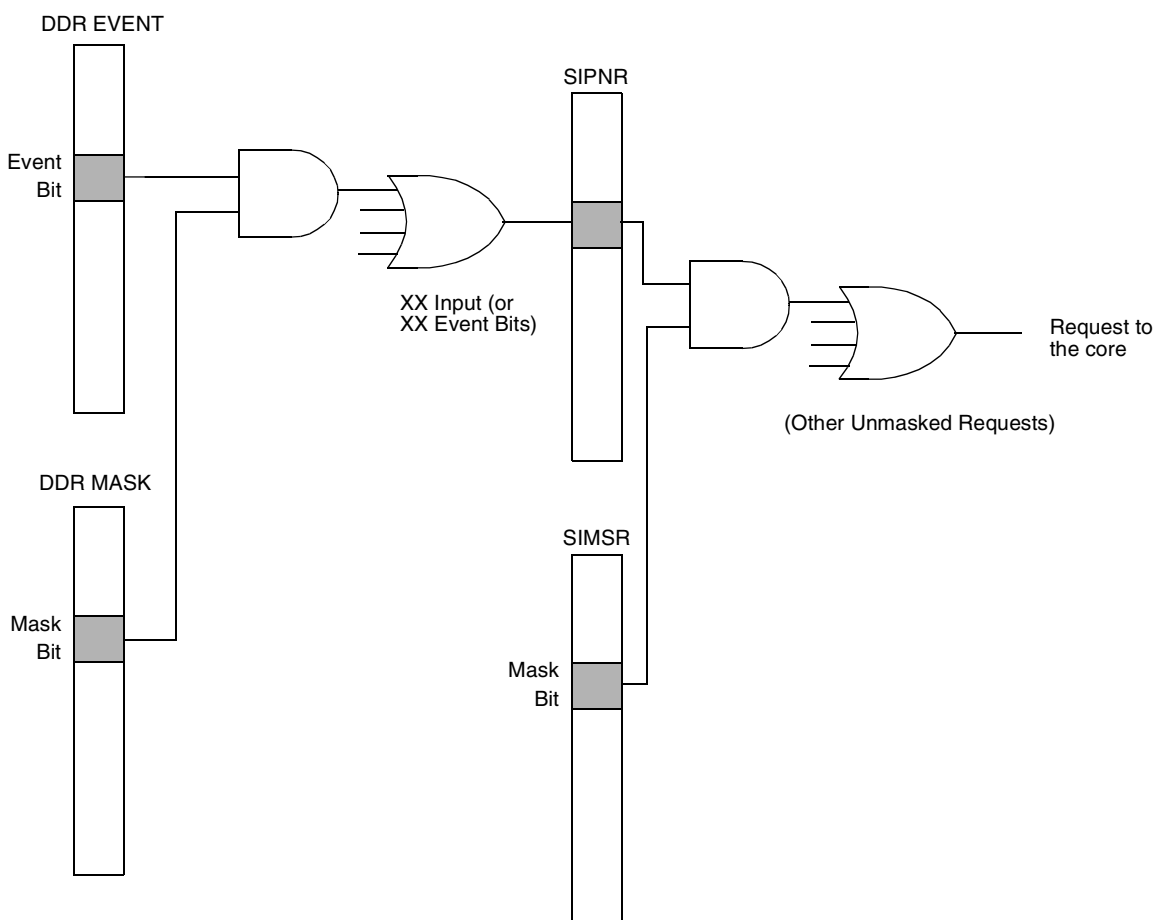 DDR EVENT
SIPNR
Event
Bit
XX Input (or
XX Event Bits)
Request to
the core
(Other Unmasked Requests)
DDR MASK
SIMSR
Mask
Bit
Mask
Bit